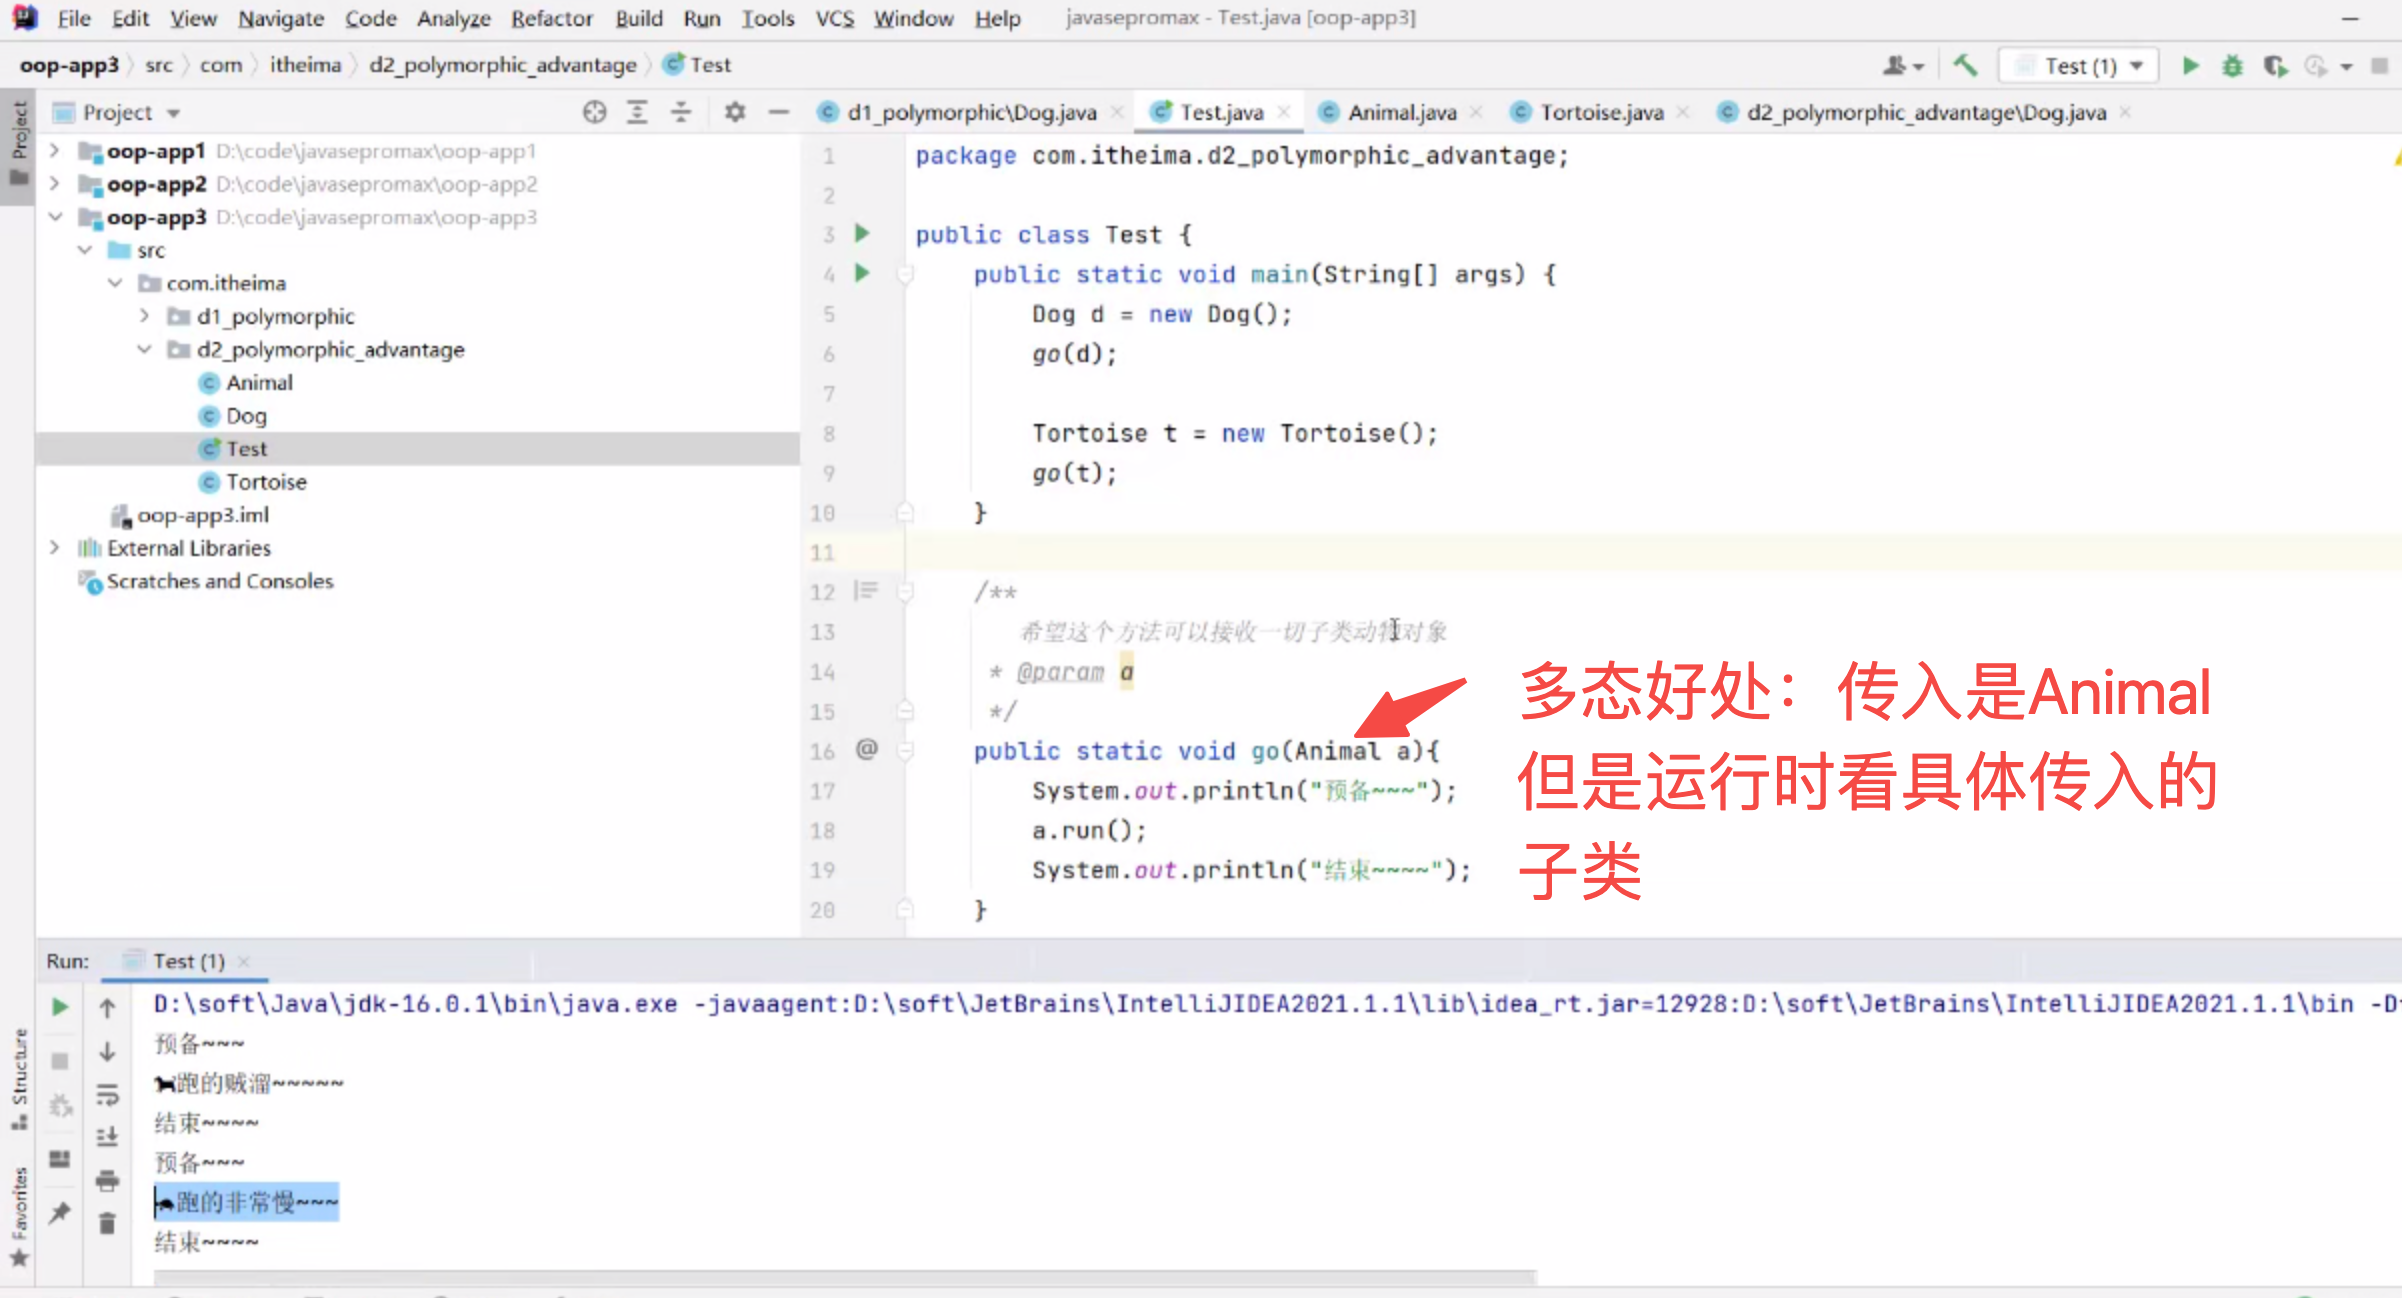 File Edit View Navigate Code Analyze Refactor Build Run Tools VCS Window Help javasepromax - Test.java [oop-app3]
oop-app3 src com itheima d2_polymorphic_advantage Test
Test (1)
Project
d1_polymorphic\Dog.java Test.java Animal.java Tortoise.java d2_polymorphic_advantage\Dog.java
Project
oop-app1 D:\code\javasepromax\oop-app1
oop-app2 D:\code\javasepromax\oop-app2
oop-app3 D:\code\javasepromax\oop-app3
src
com.itheima
d1_polymorphic
d2_polymorphic_advantage
Animal
Dog
Test
Tortoise
oop-app3.iml
External Libraries
Scratches and Consoles
1 package com.itheima.d2_polymorphic_advantage;
2
3 public class Test {
4 public static void main(String[] args) {
5 Dog d = new Dog();
6 go(d);
7
8 Tortoise t = new Tortoise();
9 go(t);
10 }
11
12 /**
13 希望这个方法可以接收一切子类动物对象
14 * @param a
15 */
16 @ public static void go(Animal a){
17 System.out.println("预备~~~");
18 a.run();
19 System.out.println("结束~~~~");
20 }
多态好处：传入是Animal
但是运行时看具体传入的
子类
Run: Test (1)
D:\soft\Java\jdk-16.0.1\bin\java.exe -javaagent:D:\soft\JetBrains\IntelliJIDEA2021.1.1\lib\idea_rt.jar=12928:D:\soft\JetBrains\IntelliJIDEA2021.1.1\bin
预备~~~
🐕跑的贼溜~~~~~
结束~~~~
预备~~~
🐢跑的非常慢~~~
结束~~~~
Structure
Favorites